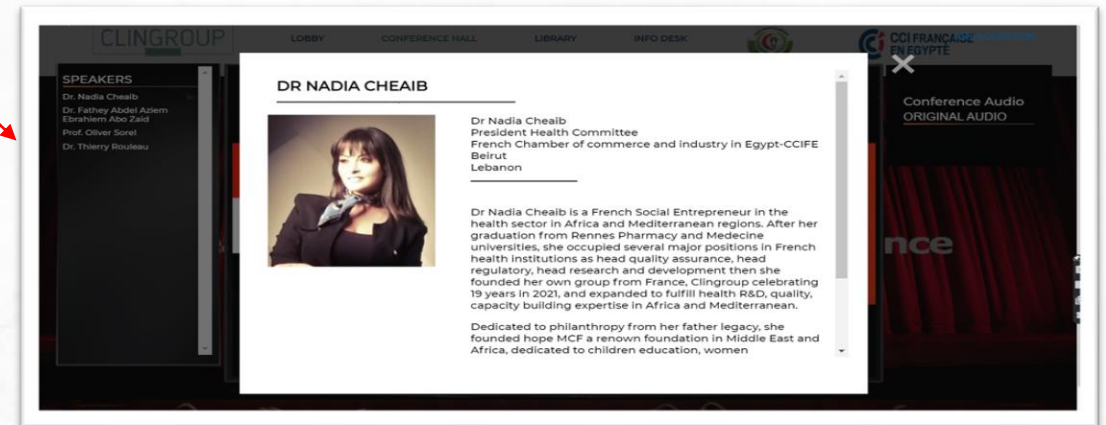 CLINGROUP
LOBBY
CONFERENCE HALL
LIBRARY
INFO DESK
CCI FRANÇAISE
EN EGYPTE
SPEAKERS
Dr. Nadia Cheaib
Dr. Fathey Abdel Aziem
Ebrahiem Abo Zaid
Prof. Oliver Sorel
Dr. Thierry Rouleau
DR NADIA CHEAIB
Dr Nadia Cheaib
President Health Committee
French Chamber of commerce and industry in Egypt-CCIFE
Beirut
Lebanon
Dr Nadia Cheaib is a French Social Entrepreneur in the
health sector in Africa and Mediterranean regions. After her
graduation from Rennes Pharmacy and Medecine
universities, she occupied several major positions in French
health institutions as head quality assurance, head
regulatory, head research and development then she
founded her own group from France, Clingroup celebrating
19 years in 2021, and expanded to fulfill health R&D, quality,
capacity building expertise in Africa and Mediterranean.
Dedicated to philanthropy from her father legacy, she
founded hope MCF a renown foundation in Middle East and
Africa, dedicated to children education, women
Conference Audio
ORIGINAL AUDIO
nce